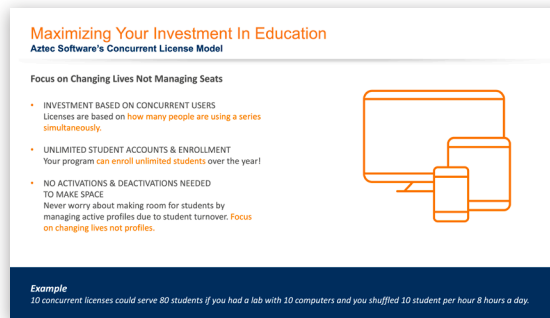 Maximizing Your Investment In Education
Aztec Software's Concurrent License Model
Focus on Changing Lives Not Managing Seats
• INVESTMENT BASED ON CONCURRENT USERS
Licenses are based on how many people are using a series
simultaneously.
• UNLIMITED STUDENT ACCOUNTS & ENROLLMENT
Your program can enroll unlimited students over the year!
• NO ACTIVATIONS & DEACTIVATIONS NEEDED
TO MAKE SPACE
Never worry about making room for students by
managing active profiles due to student turnover. Focus
on changing lives not profiles.
Example
10 concurrent licenses could serve 80 students if you had a lab with 10 computers and you shuffled 10 student per hour 8 hours a day.